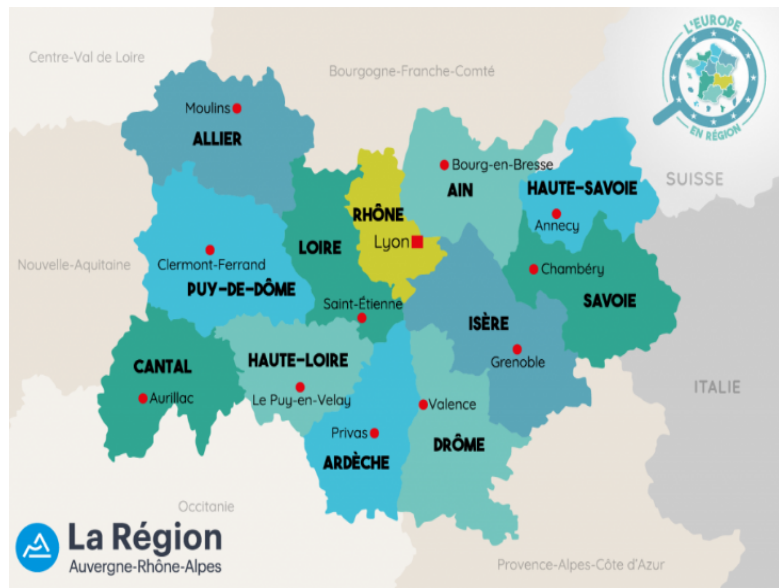 L'EUROPE
EN RÉGION
Centre-Val de Loire
Bourgogne-Franche-Comté
Moulins
ALLIER
Bourg-en-Bresse
AIN
HAUTE-SAVOIE
SUISSE
RHÔNE
Annecy
LOIRE
Lyon
Nouvelle-Aquitaine
Clermont-Ferrand
Chambéry
PUY-DE-DÔME
SAVOIE
Saint-Étienne
ISÈRE
HAUTE-LOIRE
Grenoble
CANTAL
ITALIE
Aurillac
Le Puy-en-Velay
Valence
Privas
DRÔME
ARDÈCHE
Occitanie
La Région
Auvergne-Rhône-Alpes
Provence-Alpes-Côte d'Azur